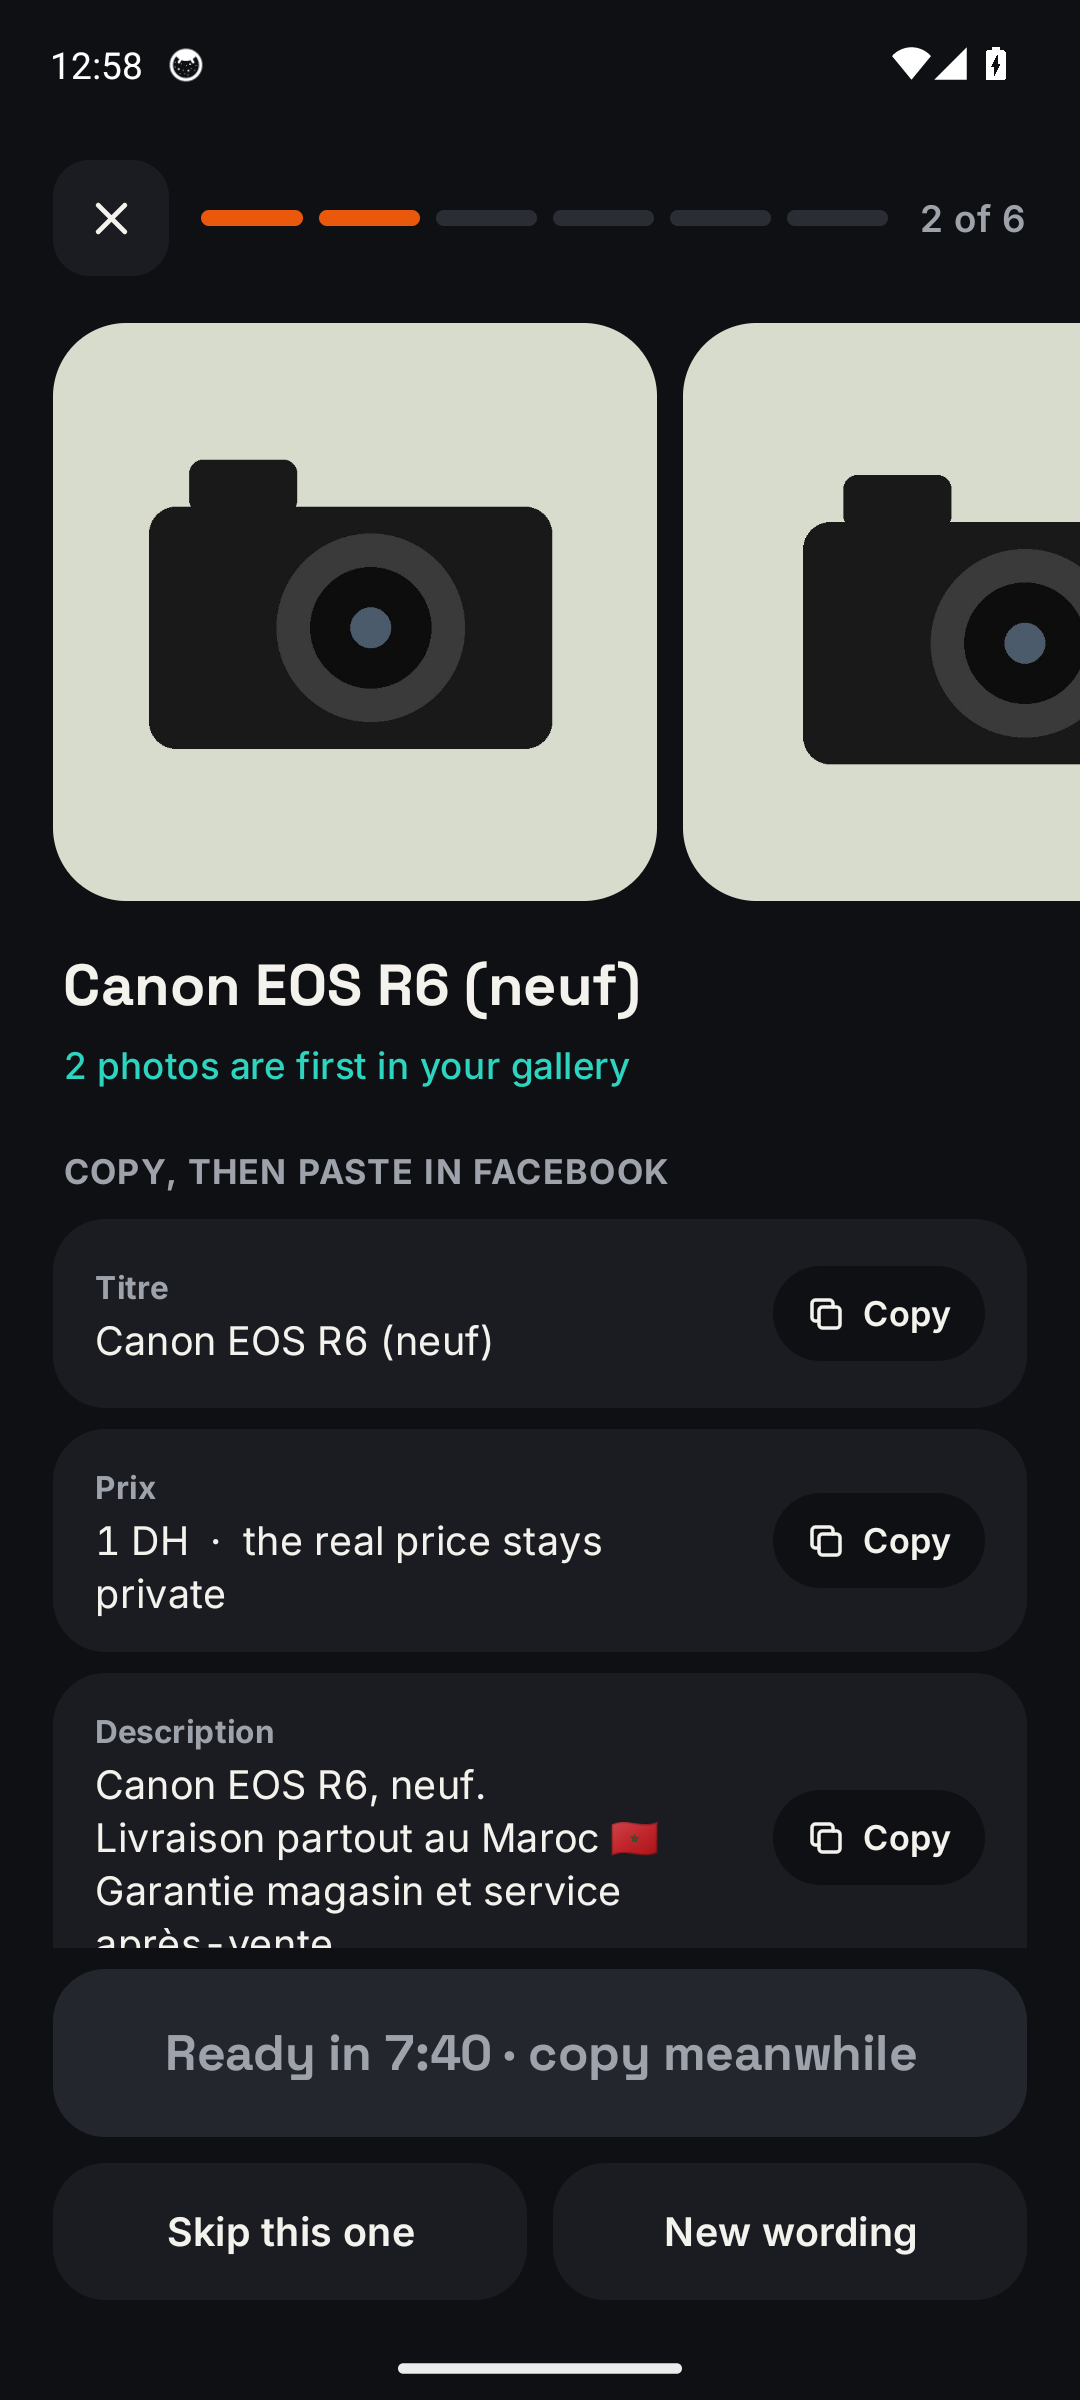 12:58
2 of 6
Canon EOS R6 (neuf)
2 photos are first in your gallery
COPY, THEN PASTE IN FACEBOOK
Titre
Canon EOS R6 (neuf)
Copy
Prix
1 DH · the real price stays
private
Copy
Description
Canon EOS R6, neuf.
Livraison partout au Maroc 🇲🇦
Garantie magasin et service
après-vente
Copy
Ready in 7:40 · copy meanwhile
Skip this one
New wording